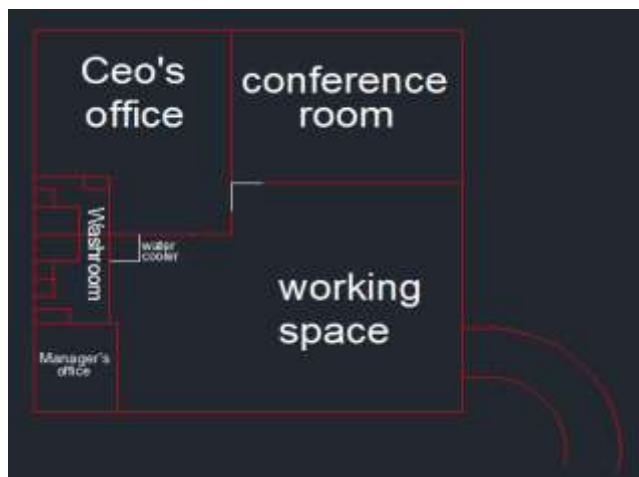 Ceo's
office
conference
room
Washroom
water
cooler
working
space
Manager's
office